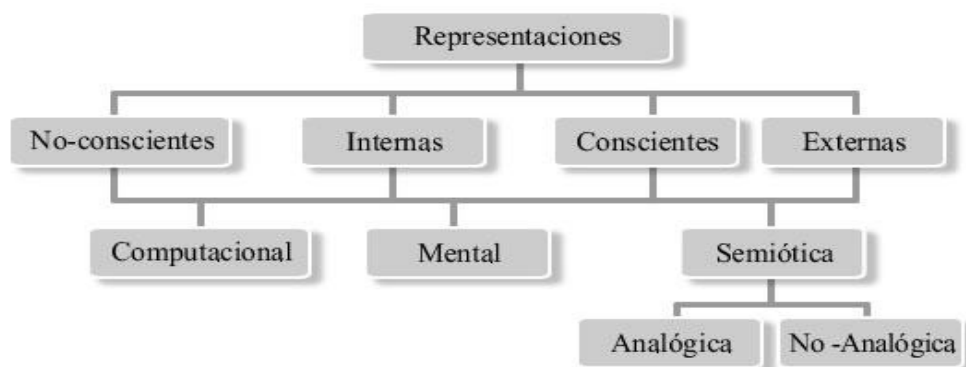 Representaciones
No-conscientes
Internas
Conscientes
Externas
Computacional
Mental
Semiótica
Analógica
No -Analógica